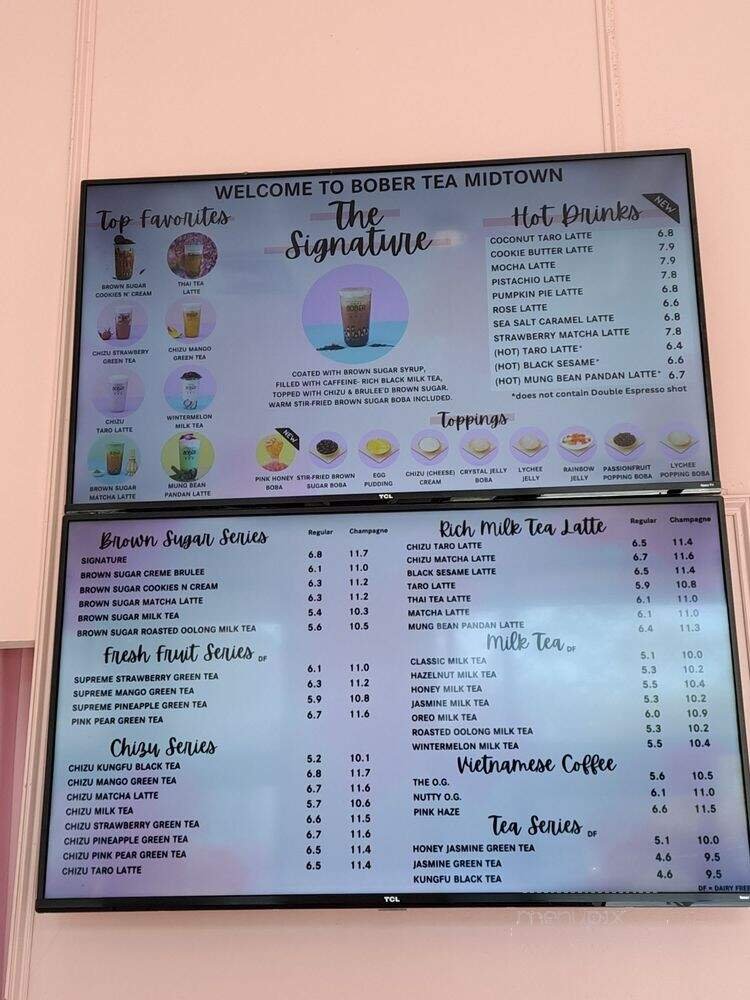 WELCOME TO BOBER TEA MIDTOWN
Top Favorites
BROWN SUGAR
COOKIES N' CREAM
THAI TEA
LATTE
CHIZU STRAWBERY
GREEN TEA
CHIZU MANGO
GREEN TEA
CHIZU
TARO LATTE
WINTERMELON
MILK TEA
BROWN SUGAR
MATCHA LATTE
MUNG BEAN
PANDAN LATTE
The
Signature
BOBER
COATED WITH BROWN SUGAR SYRUP,
FILLED WITH CAFFEINE- RICH BLACK MILK TEA,
TOPPED WITH CHIZU & BRULEE'D BROWN SUGAR.
WARM STIR-FRIED BROWN SUGAR BOBA INCLUDED.
Hot Drinks
NEW
COCONUT TARO LATTE 6.8
COOKIE BUTTER LATTE 7.9
MOCHA LATTE 7.9
PISTACHIO LATTE 7.8
PUMPKIN PIE LATTE 6.8
ROSE LATTE 6.6
SEA SALT CARAMEL LATTE 6.8
STRAWBERRY MATCHA LATTE 7.8
(HOT) TARO LATTE* 6.4
(HOT) BLACK SESAME* 6.6
(HOT) MUNG BEAN PANDAN LATTE* 6.7
*does not contain Double Espresso shot
Toppings
NEW
PINK HONEY
BOBA
STIR-FRIED BROWN
SUGAR BOBA
EGG
PUDDING
CHIZU (CHEESE)
CREAM
CRYSTAL JELLY
BOBA
LYCHEE
JELLY
RAINBOW
JELLY
PASSIONFRUIT
POPPING BOBA
LYCHEE
POPPING BOBA
TCL
Brown Sugar Series Regular Champagne
SIGNATURE 6.8 11.7
BROWN SUGAR CREME BRULEE 6.1 11.0
BROWN SUGAR COOKIES N CREAM 6.3 11.2
BROWN SUGAR MATCHA LATTE 6.3 11.2
BROWN SUGAR MILK TEA 5.4 10.3
BROWN SUGAR ROASTED OOLONG MILK TEA 5.6 10.5
Fresh Fruit Series DF
SUPREME STRAWBERRY GREEN TEA 6.1 11.0
SUPREME MANGO GREEN TEA 6.3 11.2
SUPREME PINEAPPLE GREEN TEA 5.9 10.8
PINK PEAR GREEN TEA 6.7 11.6
Chizu Series
CHIZU KUNGFU BLACK TEA 5.2 10.1
CHIZU MANGO GREEN TEA 6.8 11.7
CHIZU MATCHA LATTE 6.7 11.6
CHIZU MILK TEA 5.7 10.6
CHIZU STRAWBERRY GREEN TEA 6.6 11.5
CHIZU PINEAPPLE GREEN TEA 6.7 11.6
CHIZU PINK PEAR GREEN TEA 6.5 11.4
CHIZU TARO LATTE 6.5 11.4
Rich Milk Tea Latte Regular Champagne
CHIZU TARO LATTE 6.5 11.4
CHIZU MATCHA LATTE 6.7 11.6
BLACK SESAME LATTE 6.5 11.4
TARO LATTE 5.9 10.8
THAI TEA LATTE 6.1 11.0
MATCHA LATTE 6.1 11.0
MUNG BEAN PANDAN LATTE 6.4 11.3
Milk Tea DF
CLASSIC MILK TEA 5.1 10.0
HAZELNUT MILK TEA 5.3 10.2
HONEY MILK TEA 5.5 10.4
JASMINE MILK TEA 5.3 10.2
OREO MILK TEA 6.0 10.9
ROASTED OOLONG MILK TEA 5.3 10.2
WINTERMELON MILK TEA 5.5 10.4
Vietnamese Coffee
THE O.G. 5.6 10.5
NUTTY O.G. 6.1 11.0
PINK HAZE 6.6 11.5
Tea Series DF
HONEY JASMINE GREEN TEA 5.1 10.0
JASMINE GREEN TEA 4.6 9.5
KUNGFU BLACK TEA 4.6 9.5
DF = DAIRY FREE
TCL
menupix